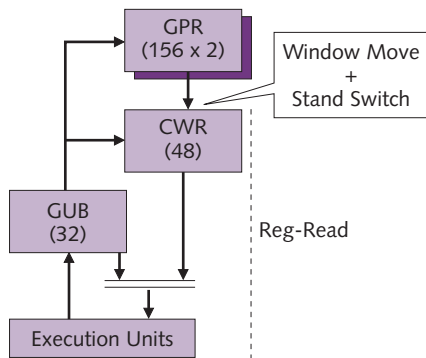 GPR
(156 x 2)
Window Move
+
Stand Switch
CWR
(48)
GUB
(32)
Reg-Read
Execution Units